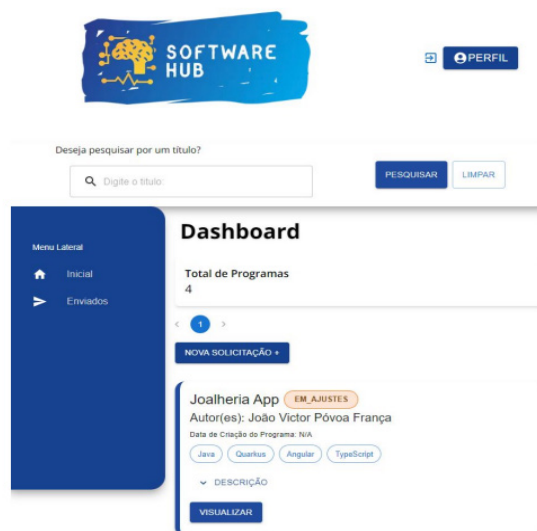 SOFTWARE
HUB
PERFIL
Deseja pesquisar por um título?
Digite o título:
PESQUISAR
LIMPAR
Menu Lateral
Inicial
Enviados
Dashboard
Total de Programas
4
1
NOVA SOLICITAÇÃO +
Joalheria App EM_AJUSTES
Autor(es): João Victor Póvoa França
Data de Criação do Programa: N/A
Java Quarkus Angular TypeScript
DESCRIÇÃO
VISUALIZAR